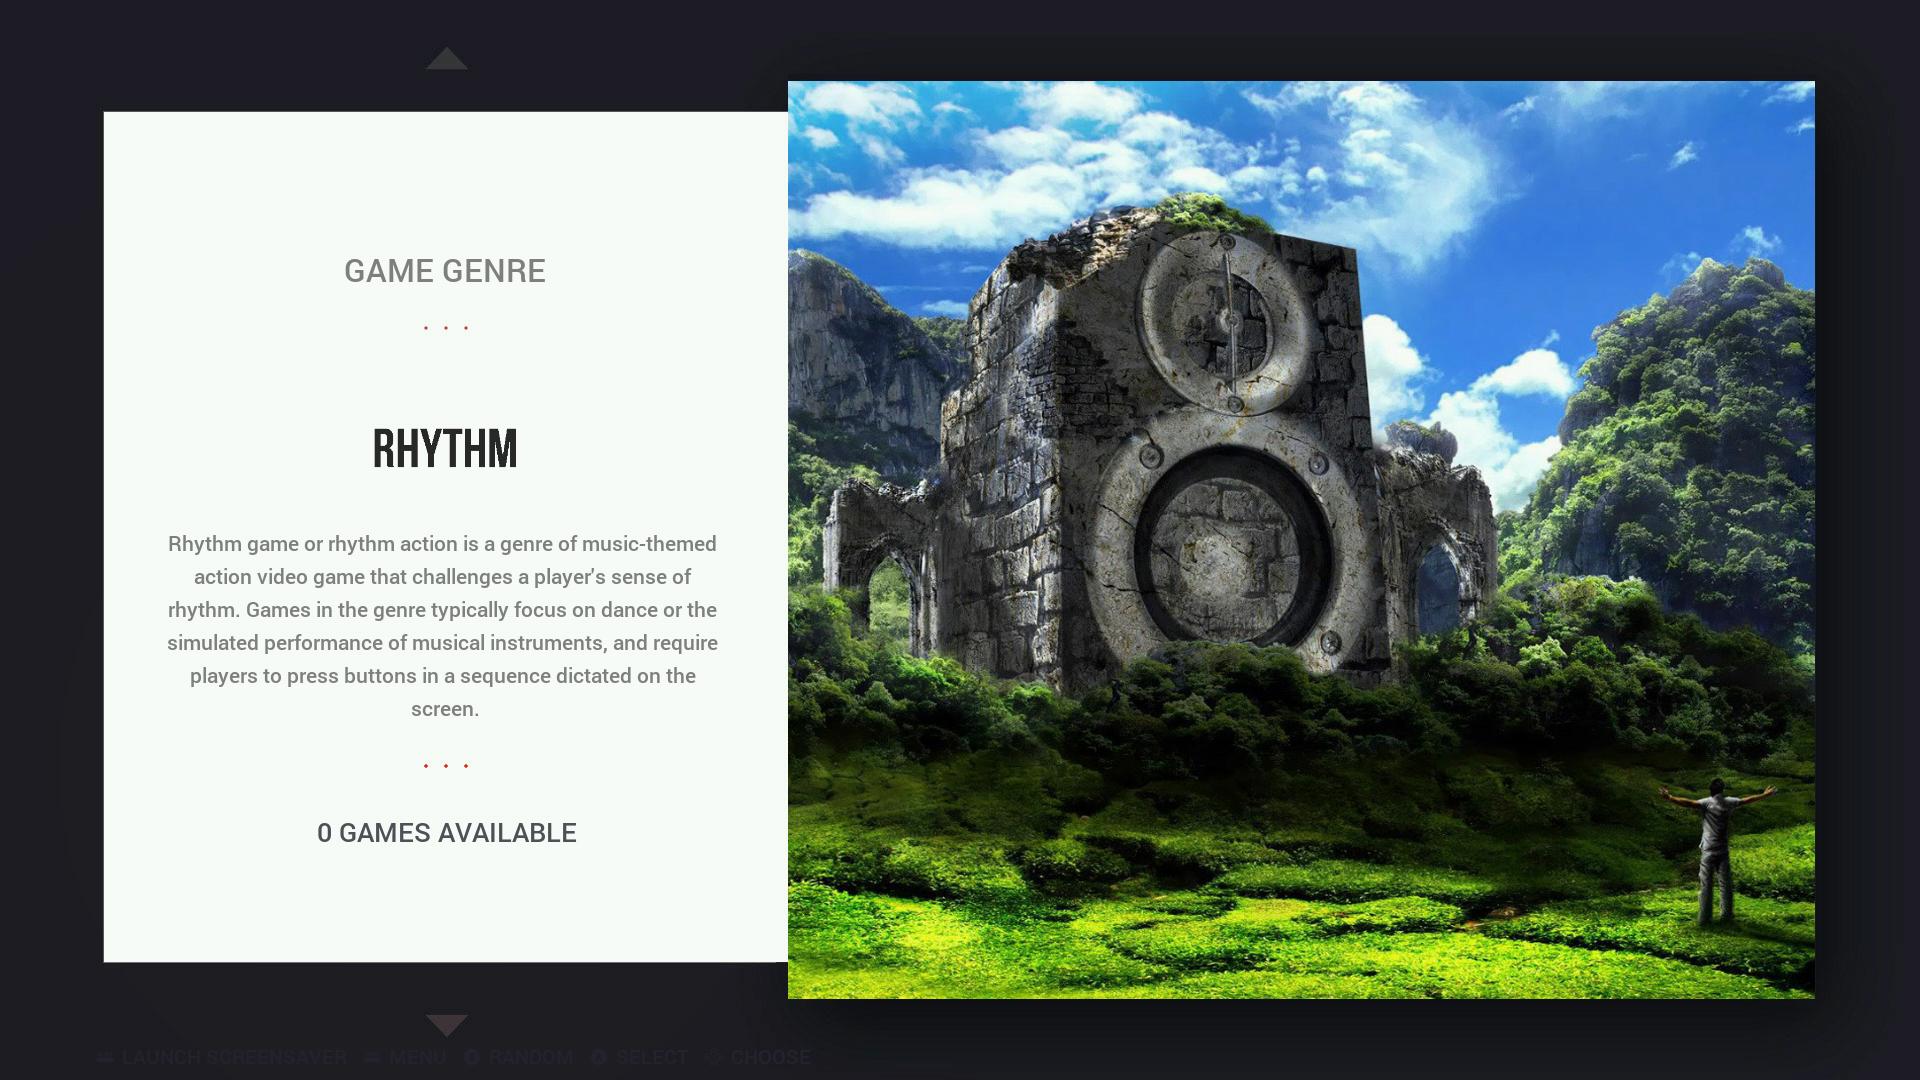 GAME GENRE
RHYTHM
Rhythm game or rhythm action is a genre of music-themed
action video game that challenges a player's sense of
rhythm. Games in the genre typically focus on dance or the
simulated performance of musical instruments, and require
players to press buttons in a sequence dictated on the
screen.
0 GAMES AVAILABLE
LAUNCH SCREENSAVER MENU RANDOM SELECT CHOOSE